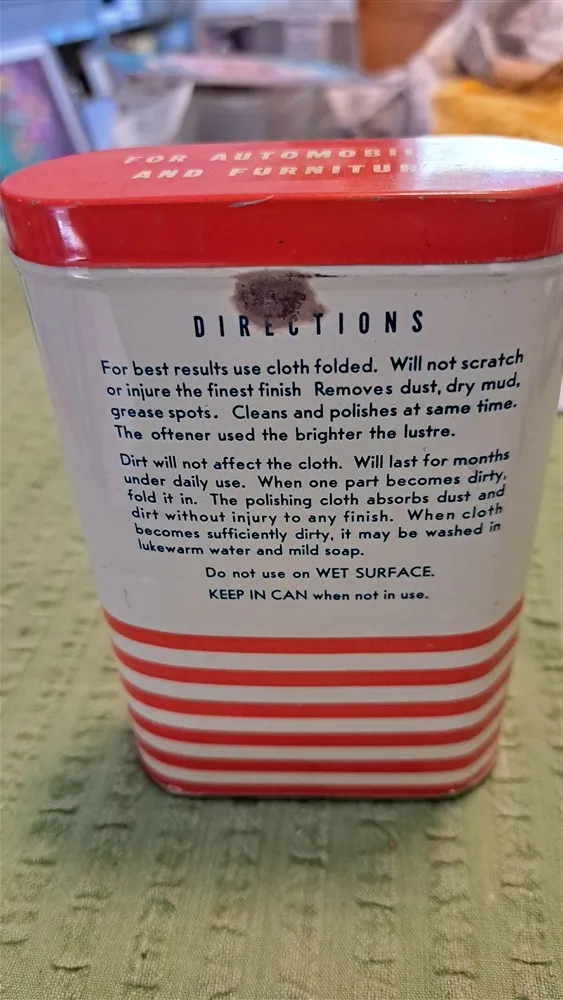 FOR AUTOMOBI
AND FURNITUR
DIRECTIONS
For best results use cloth folded. Will not scratch
or injure the finest finish Removes dust, dry mud,
grease spots. Cleans and polishes at same time.
The oftener used the brighter the lustre.
Dirt will not affect the cloth. Will last for months
under daily use. When one part becomes dirty,
fold it in. The polishing cloth absorbs dust and
dirt without injury to any finish. When cloth
becomes sufficiently dirty, it may be washed in
lukewarm water and mild soap.
Do not use on WET SURFACE.
KEEP IN CAN when not in use.